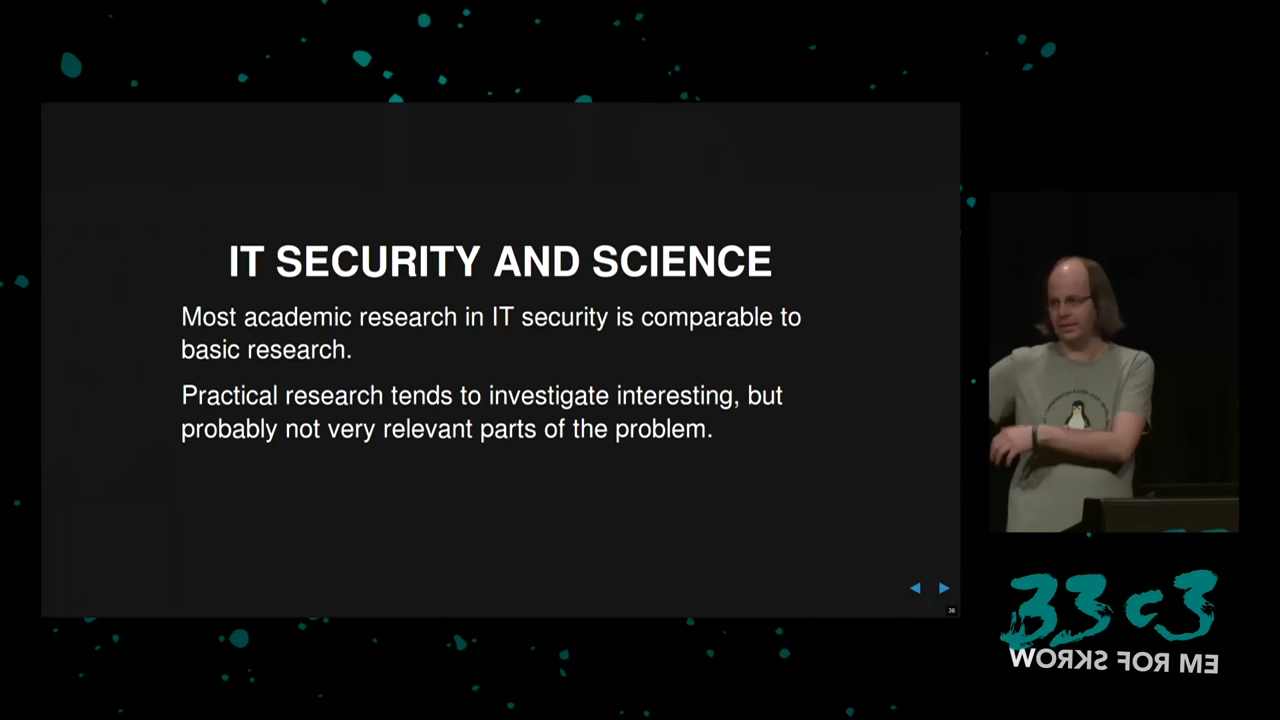 IT SECURITY AND SCIENCE
Most academic research in IT security is comparable to
basic research.
Practical research tends to investigate interesting, but
probably not very relevant parts of the problem.
36
33c3
WORKS FOR ME